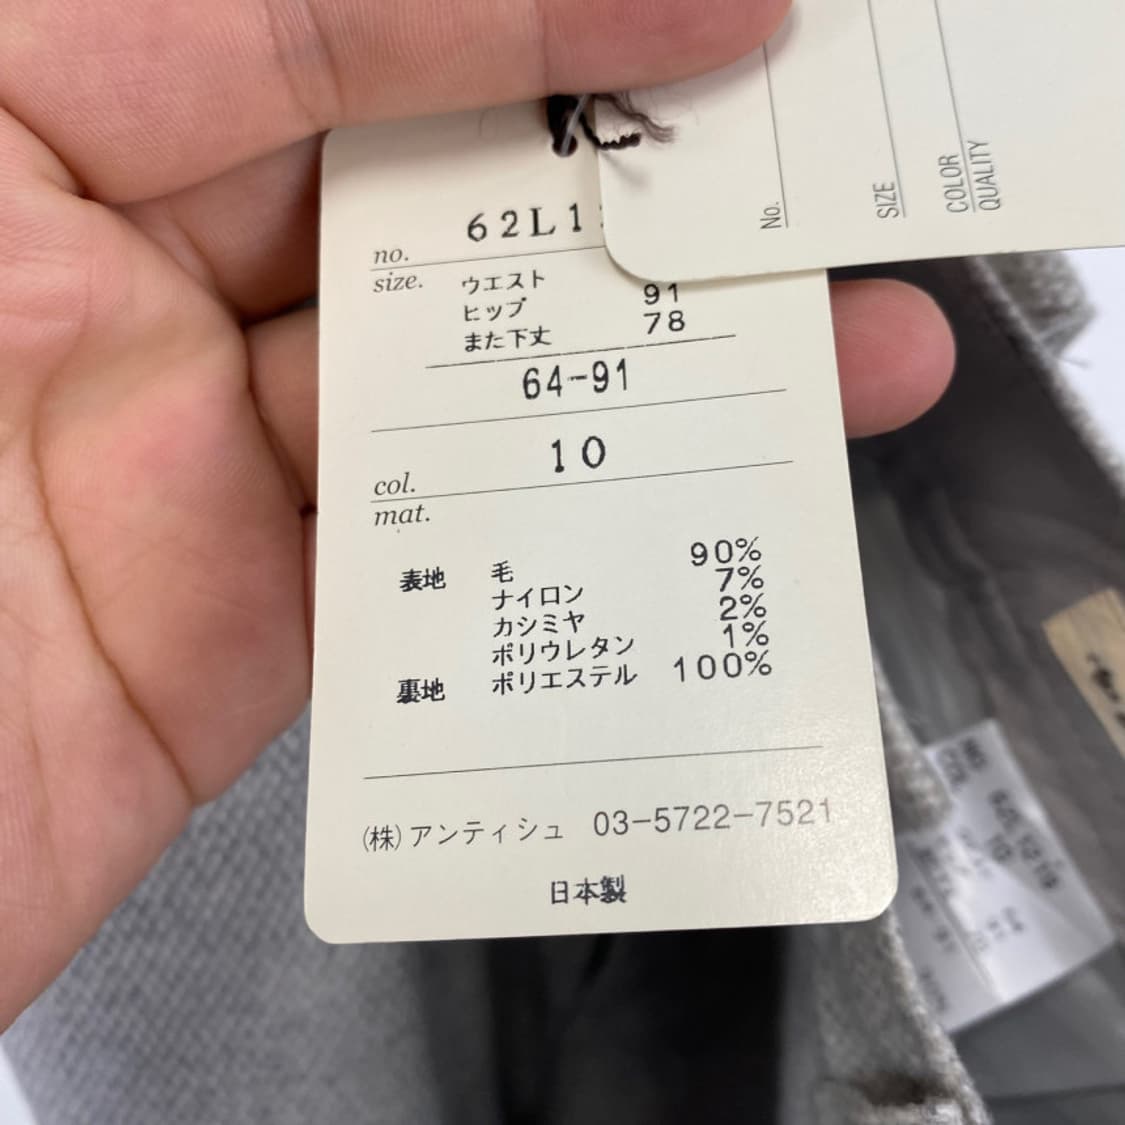 no. 62L1
size. ウエスト
ヒップ 91
また下丈 78
64-91
col. 10
mat.
表地 毛 90%
ナイロン 7%
カシミヤ 2%
ポリウレタン 1%
裏地 ポリエステル 100%
(株)アンティシュ 03-5722-7521
日本製
No.
SIZE
COLOR
QUALITY